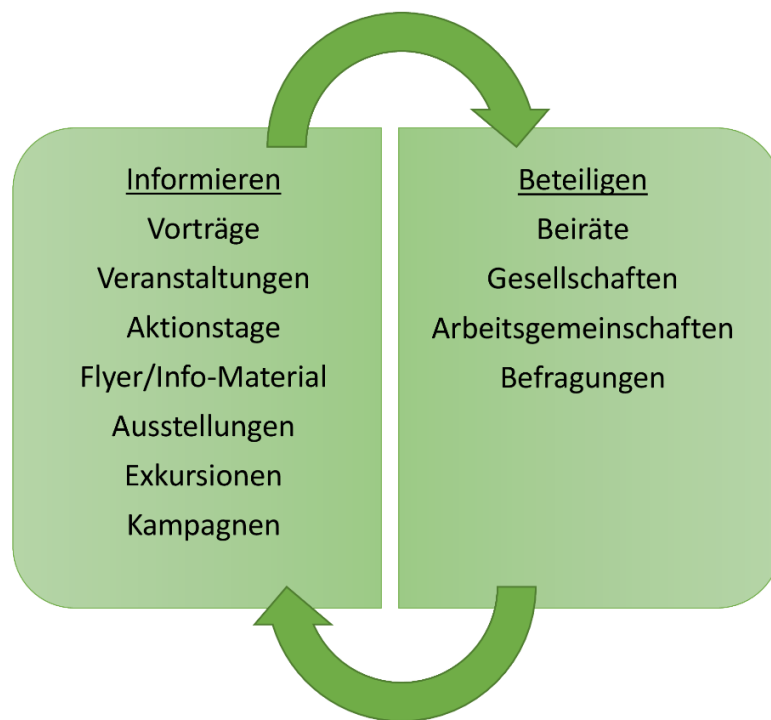 Informieren
Vorträge
Veranstaltungen
Aktionstage
Flyer/Info-Material
Ausstellungen
Exkursionen
Kampagnen
Beteiligen
Beiräte
Gesellschaften
Arbeitsgemeinschaften
Befragungen